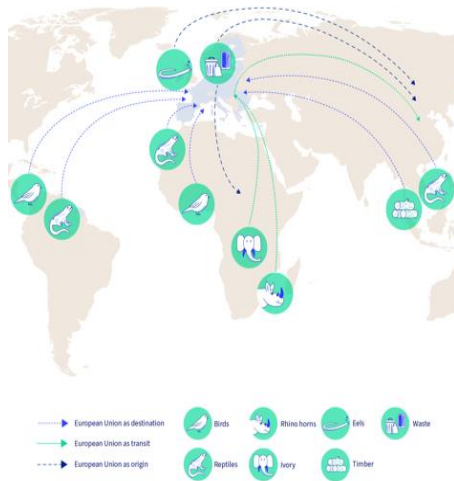 European Union as destination
Birds
Rhino horns
Eels
Waste
European Union as transit
European Union as origin
Reptiles
Ivory
Timber